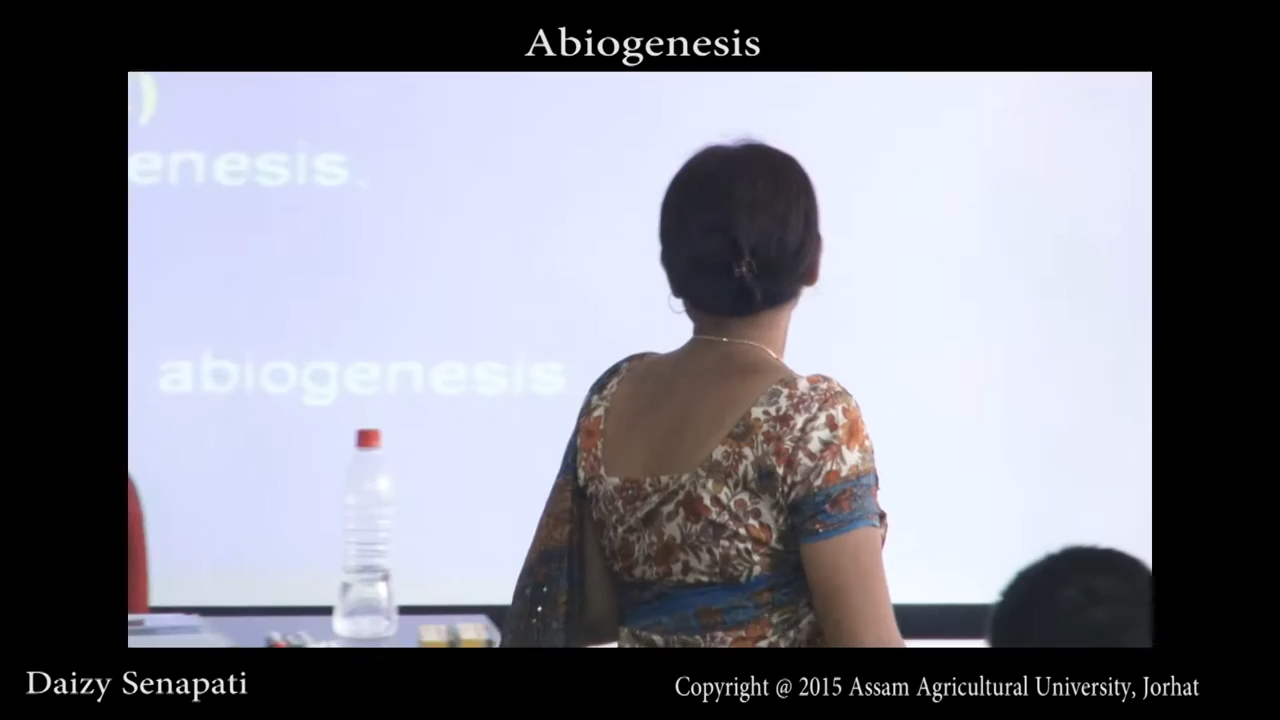 Abiogenesis
)
enesis.
abiogenesis
Daizy Senapati
Copyright @ 2015 Assam Agricultural University, Jorhat